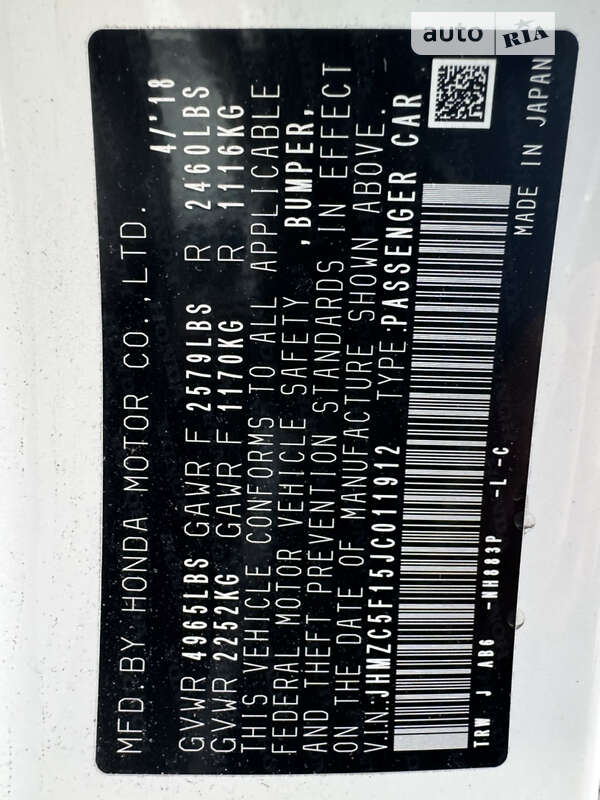 auto RIA
MFD. BY HONDA MOTOR CO., LTD. 4/'18
GVWR 4965LBS GAWR F 2579LBS R 2460LBS
GVWR 2252KG GAWR F 1170KG R 1116KG
THIS VEHICLE CONFORMS TO ALL APPLICABLE
FEDERAL MOTOR VEHICLE SAFETY ,BUMPER,
AND THEFT PREVENTION STANDARDS IN EFFECT
ON THE DATE OF MANUFACTURE SHOWN ABOVE.
V.I.N:JHMZC5F15JC011912 TYPE:PASSENGER CAR
TRW J AB6 -NH883P -L -C MADE IN JAPAN